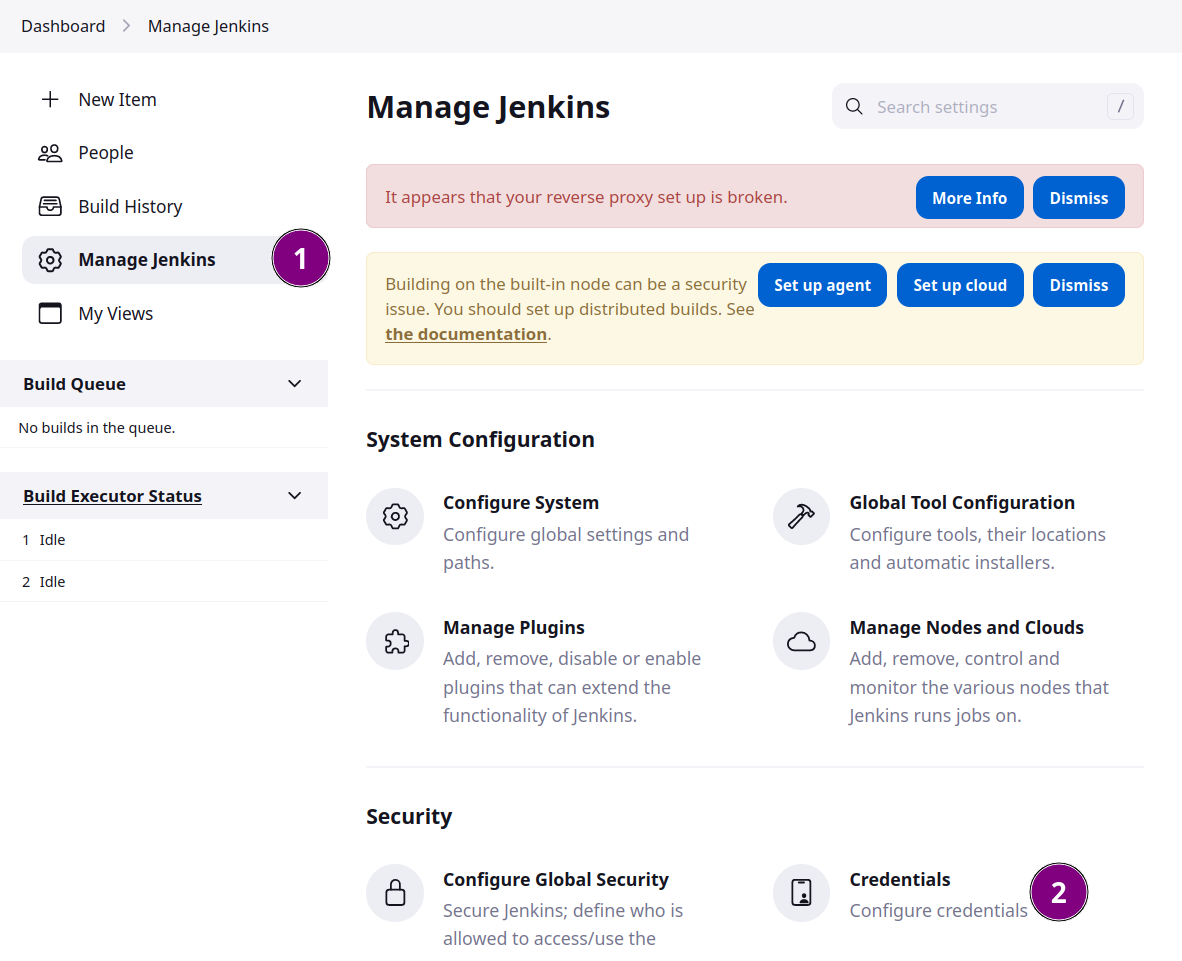 Dashboard > Manage Jenkins
New Item
People
Build History
Manage Jenkins
1
My Views
Build Queue
No builds in the queue.
Build Executor Status
1 Idle
2 Idle
Manage Jenkins
Search settings
/
It appears that your reverse proxy set up is broken.
More Info
Dismiss
Building on the built-in node can be a security
issue. You should set up distributed builds. See
the documentation.
Set up agent
Set up cloud
Dismiss
System Configuration
Configure System
Configure global settings and
paths.
Global Tool Configuration
Configure tools, their locations
and automatic installers.
Manage Plugins
Add, remove, disable or enable
plugins that can extend the
functionality of Jenkins.
Manage Nodes and Clouds
Add, remove, control and
monitor the various nodes that
Jenkins runs jobs on.
Security
Configure Global Security
Secure Jenkins; define who is
allowed to access/use the
Credentials
Configure credentials
2